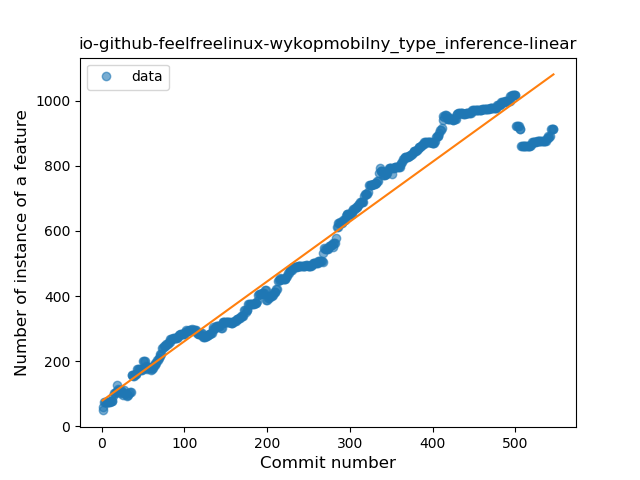 io-github-feelfreelinux-wykopmobilny_type_inference-linear
data
Number of instance of a feature
1000
800
600
400
200
0
0 100 200 300 400 500
Commit number